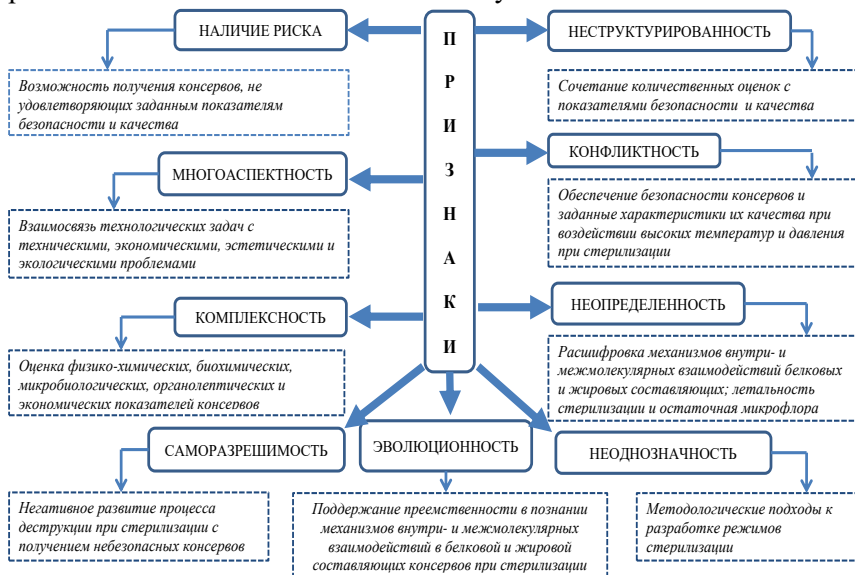 НАЛИЧИЕ РИСКА
Возможность получения консервов, не
удовлетворяющих заданным показателям
безопасности и качества
МНОГОАСПЕКТНОСТЬ
Взаимосвязь технологических задач с
техническими, экономическими, эстетическими и
экологическими проблемами
КОМПЛЕКСНОСТЬ
Оценка физико-химических, биохимических,
микробиологических, органолептических и
экономических показателей консервов
П
Р
И
З
Н
А
К
И
НЕСТРУКТУРИРОВАННОСТЬ
Сочетание количественных оценок с
показателями безопасности и качества
КОНФЛИКТНОСТЬ
Обеспечение безопасности консервов и
заданные характеристики их качества при
воздействии высоких температур и давления
при стерилизации
НЕОПРЕДЕЛЕННОСТЬ
Расшифровка механизмов внутри- и
межмолекулярных взаимодействий белковых
и жировых составляющих; летальность
стерилизации и остаточная микрофлора
САМОРАЗРЕШИМОСТЬ
Негативное развитие процесса
деструкции при стерилизации с
получением небезопасных консервов
ЭВОЛЮЦИОННОСТЬ
Поддержание преемственности в познании
механизмов внутри- и межмолекулярных
взаимодействий в белковой и жировой
составляющих консервов при стерилизации
НЕОДНОЗНАЧНОСТЬ
Методологические подходы к
разработке режимов
стерилизации